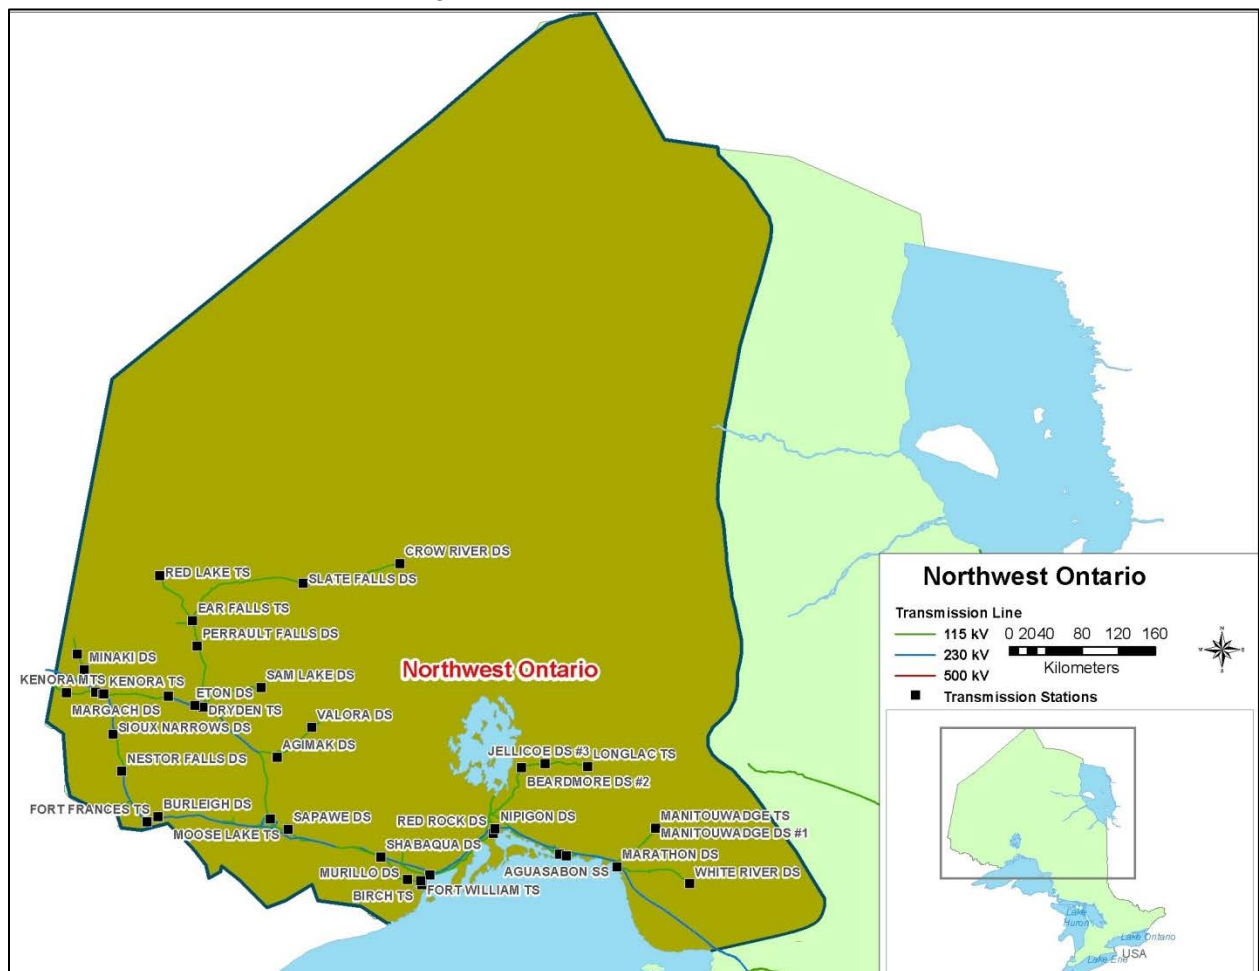 CROW RIVER DS
RED LAKE TS
SLATE FALLS DS
EAR FALLS TS
PERRAULT FALLS DS
MINAKI DS
Northwest Ontario
SAM LAKE DS
KENORA MTS
KENORA TS
ETON DS
MARGACH DS
DRYDEN TS
VALORA DS
SIOUX NARROWS DS
AGIMAK DS
JELLICOE DS #3
LONGLAC TS
NESTOR FALLS DS
BEARDMORE DS #2
FORT FRANCES TS
BURLEIGH DS
SAPAWE DS
RED ROCK DS
NIPIGON DS
MANITOUWADGE TS
MOOSE LAKE TS
MANITOUWADGE DS #1
SHABAQUA DS
MARATHON DS
MURILLO DS
AGUASABON SS
WHITE RIVER DS
BIRCH TS
FORT WILLIAM TS
Northwest Ontario
Transmission Line
115 kV
230 kV
500 kV
Transmission Stations
0 20 40 80 120 160
Kilometers
N
W
E
S
Lake
Huron
Lake Ontario
USA
Lake Erie